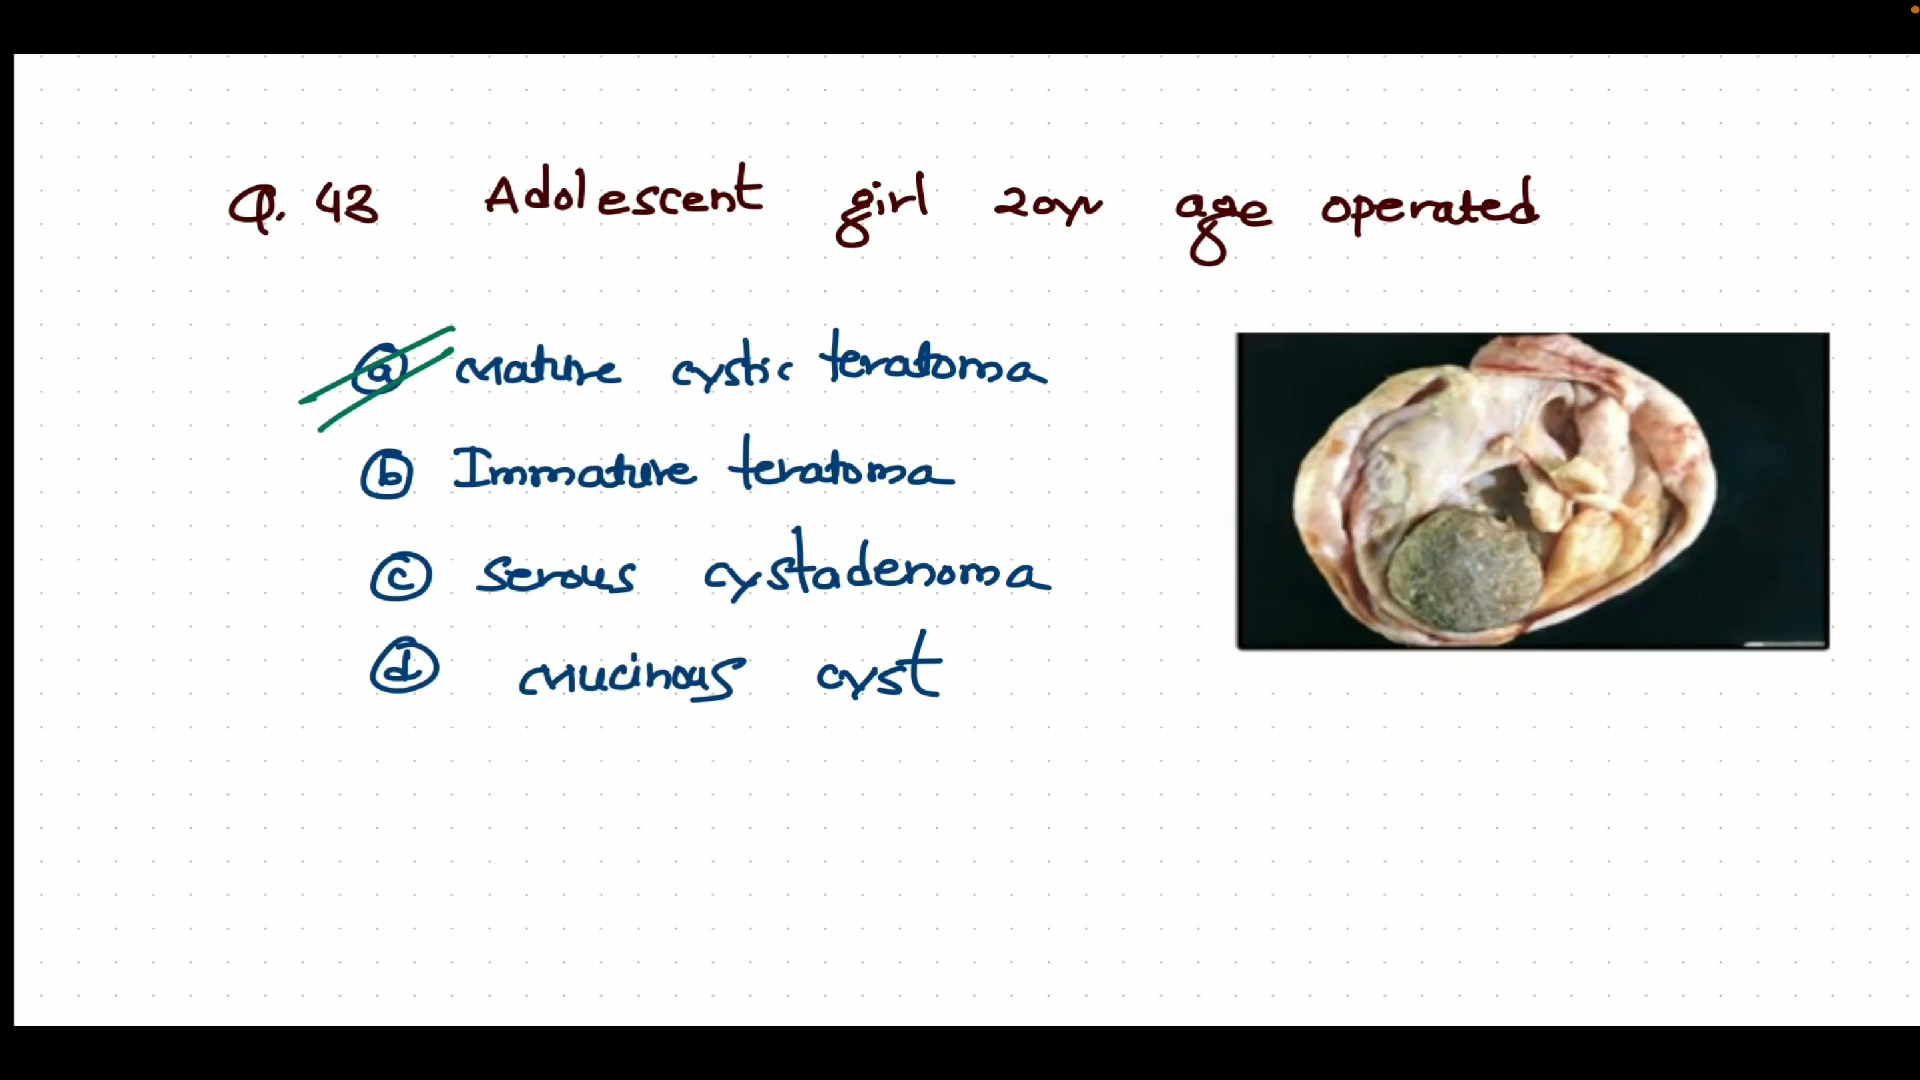 Q. 43 Adolescent girl 20yr age operated
(a) Mature cystic teratoma
(b) Immature teratoma
(c) Serous cystadenoma
(d) Mucinous cyst